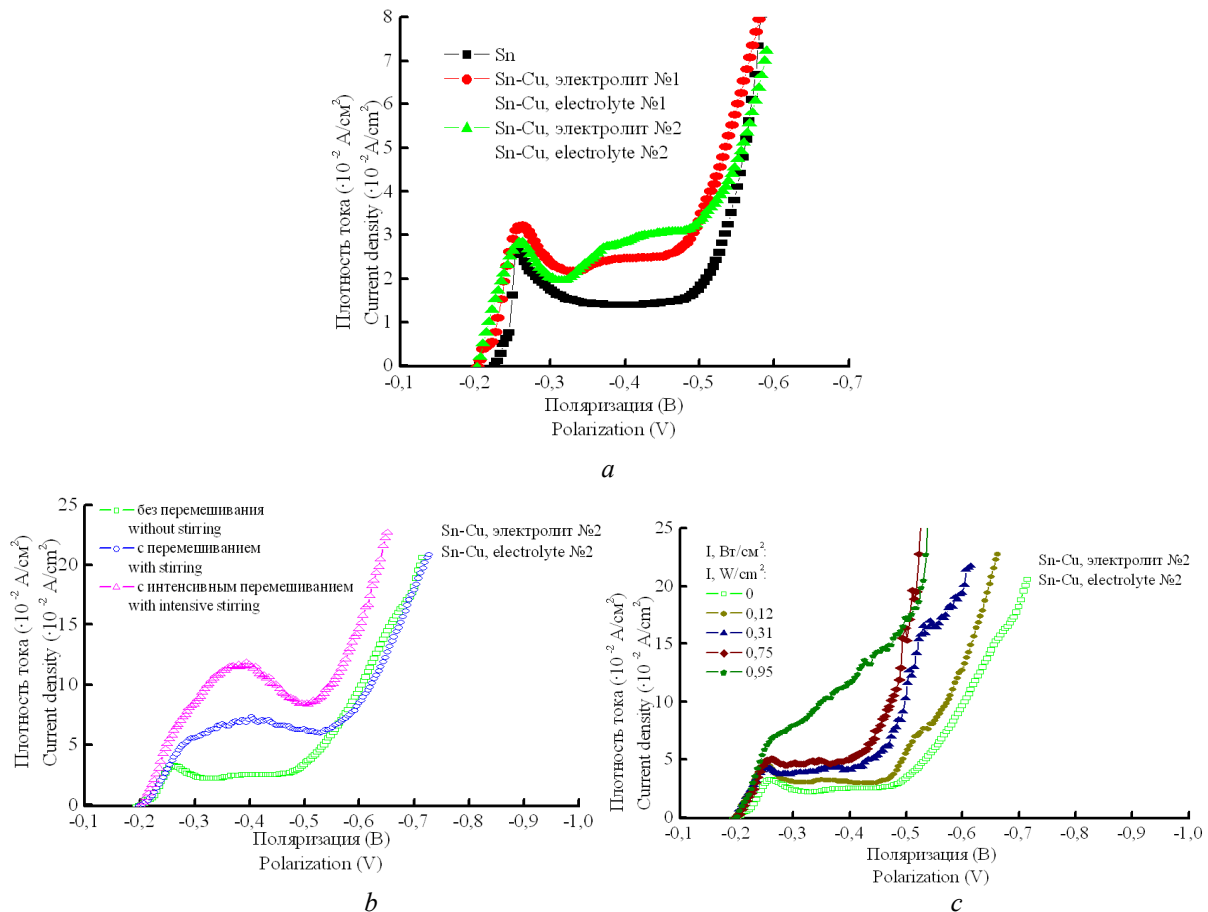 8
7
6
5
4
3
2
1
0
Плотность тока (·10⁻² А/см²)
Current density (·10⁻²A/cm²)
Sn
Sn-Cu, электролит №1
Sn-Cu, electrolyte №1
Sn-Cu, электролит №2
Sn-Cu, electrolyte №2
-0,1 -0,2 -0,3 -0,4 -0,5 -0,6 -0,7
Поляризация (В)
Polarization (V)
a
25
20
15
10
5
0
Плотность тока (·10⁻² А/см²)
Current density (·10⁻² A/cm²)
без перемешивания
without stirring
с перемешиванием
with stirring
с интенсивным перемешиванием
with intensive stirring
Sn-Cu, электролит №2
Sn-Cu, electrolyte №2
-0,1 -0,2 -0,3 -0,4 -0,5 -0,6 -0,7 -0,8 -0,9 -1,0
Поляризация (В)
Polarization (V)
b
25
20
15
10
5
0
Плотность тока (·10⁻² А/см²)
Current density (·10⁻² A/cm²)
I, Вт/см²:
I, W/cm²:
0
0,12
0,31
0,75
0,95
Sn-Cu, электролит №2
Sn-Cu, electrolyte №2
-0,1 -0,2 -0,3 -0,4 -0,5 -0,6 -0,7 -0,8 -0,9 -1,0
Поляризация (В)
Polarization (V)
c